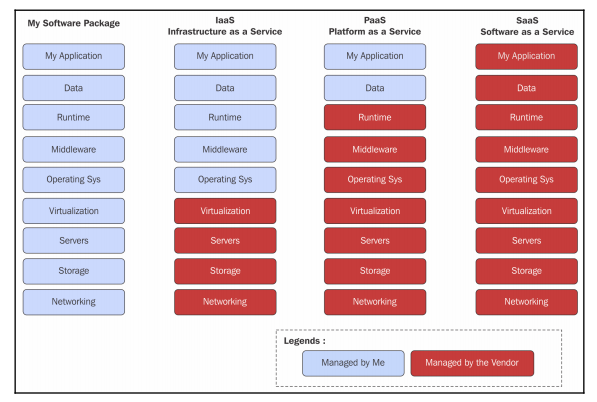 My Software Package
IaaS
Infrastructure as a Service
PaaS
Platform as a Service
SaaS
Software as a Service
My Application
My Application
My Application
My Application
Data
Data
Data
Data
Runtime
Runtime
Runtime
Runtime
Middleware
Middleware
Middleware
Middleware
Operating Sys
Operating Sys
Operating Sys
Operating Sys
Virtualization
Virtualization
Virtualization
Virtualization
Servers
Servers
Servers
Servers
Storage
Storage
Storage
Storage
Networking
Networking
Networking
Networking
Legends :
Managed by Me
Managed by the Vendor